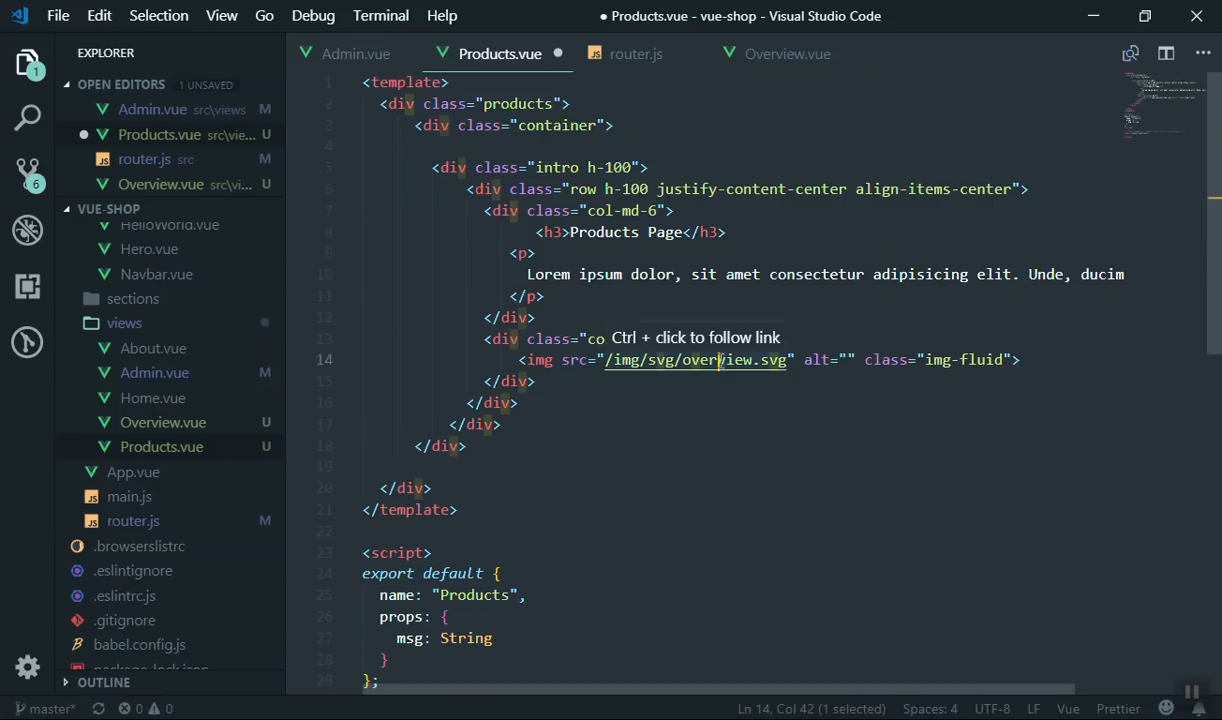 File Edit Selection View Go Debug Terminal Help ● Products.vue - vue-shop - Visual Studio Code
EXPLORER
Admin.vue Products.vue router.js Overview.vue
1
OPEN EDITORS 1 UNSAVED
Admin.vue src\views M
Products.vue src\vie... U
router.js src M
Overview.vue src\vi... U
6
VUE-SHOP
HelloWorld.vue
Hero.vue
Navbar.vue
sections
views
About.vue
Admin.vue M
Home.vue
Overview.vue U
Products.vue U
App.vue
main.js
router.js M
.browserslistrc
.eslintignore
.eslintrc.js
.gitignore
babel.config.js
package-lock.json
OUTLINE
1 <template>
2 <div class="products">
3 <div class="container">
4
5 <div class="intro h-100">
6 <div class="row h-100 justify-content-center align-items-center">
7 <div class="col-md-6">
8 <h3>Products Page</h3>
9 <p>
10 Lorem ipsum dolor, sit amet consectetur adipisicing elit. Unde, ducim
11 </p>
12 </div>
13 <div class="co
Ctrl + click to follow link
14 <img src="/img/svg/overview.svg" alt="" class="img-fluid">
15 </div>
16 </div>
17 </div>
18 </div>
19
20 </div>
21 </template>
22
23 <script>
24 export default {
25 name: "Products",
26 props: {
27 msg: String
28 }
29 };
master* 0 0 Ln 14, Col 42 (1 selected) Spaces: 4 UTF-8 LF Vue Prettier